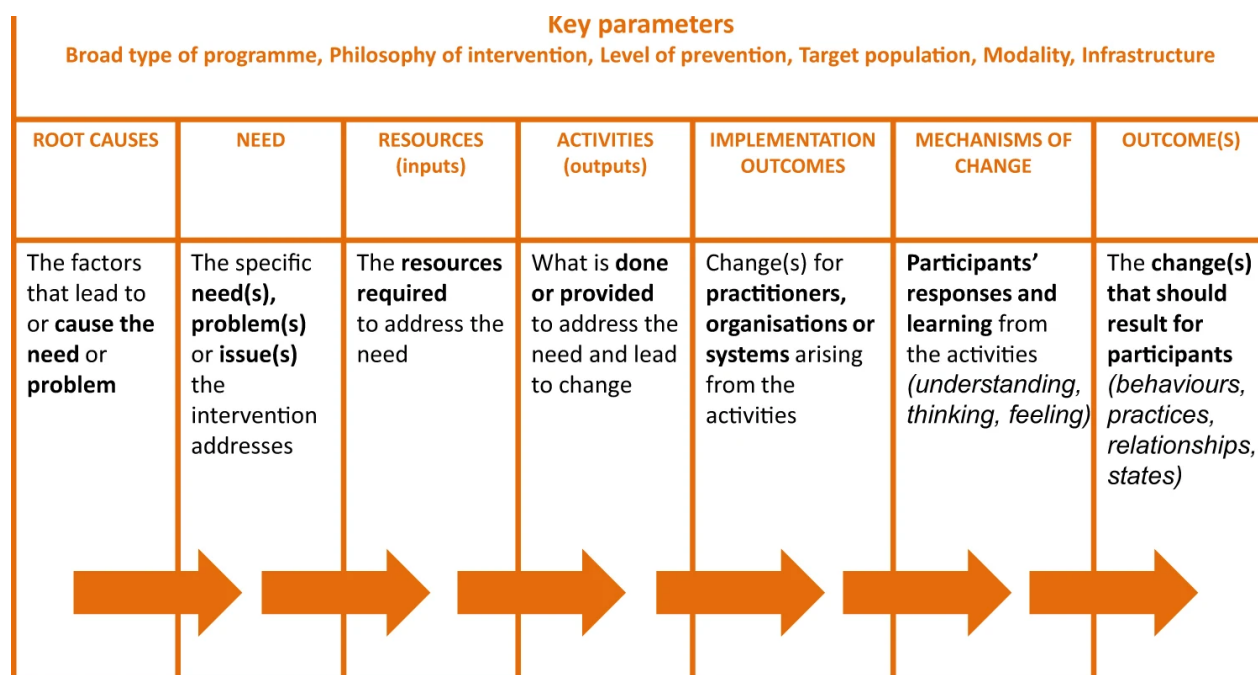 Key parameters
Broad type of programme, Philosophy of intervention, Level of prevention, Target population, Modality, Infrastructure
ROOT CAUSES
NEED
RESOURCES
(inputs)
ACTIVITIES
(outputs)
IMPLEMENTATION
OUTCOMES
MECHANISMS OF
CHANGE
OUTCOME(S)
The factors
that lead to
or cause the
need or
problem
The specific
need(s),
problem(s)
or issue(s)
the
intervention
addresses
The resources
required
to address the
need
What is done
or provided
to address the
need and lead
to change
Change(s) for
practitioners,
organisations or
systems arising
from the
activities
Participants’
responses and
learning from
the activities
(understanding,
thinking, feeling)
The change(s)
that should
result for
participants
(behaviours,
practices,
relationships,
states)